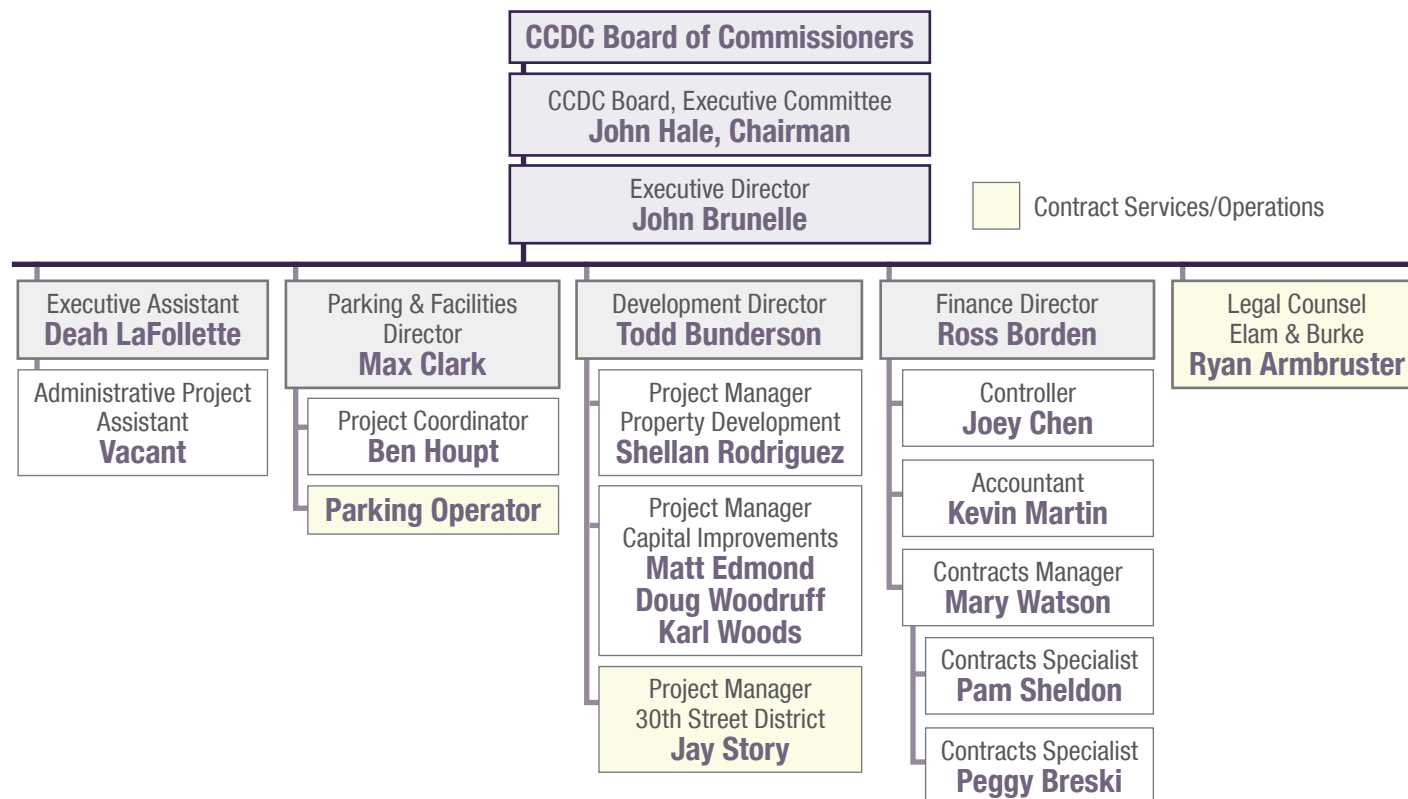 CCDC Board of Commissioners
CCDC Board, Executive Committee
John Hale, Chairman
Executive Director
John Brunelle
Contract Services/Operations
Executive Assistant
Deah LaFollette
Administrative Project
Assistant
Vacant
Parking & Facilities
Director
Max Clark
Project Coordinator
Ben Houpt
Parking Operator
Development Director
Todd Bunderson
Project Manager
Property Development
Shellan Rodriguez
Project Manager
Capital Improvements
Matt Edmond
Doug Woodruff
Karl Woods
Project Manager
30th Street District
Jay Story
Finance Director
Ross Borden
Controller
Joey Chen
Accountant
Kevin Martin
Contracts Manager
Mary Watson
Contracts Specialist
Pam Sheldon
Contracts Specialist
Peggy Breski
Legal Counsel
Elam & Burke
Ryan Armbruster